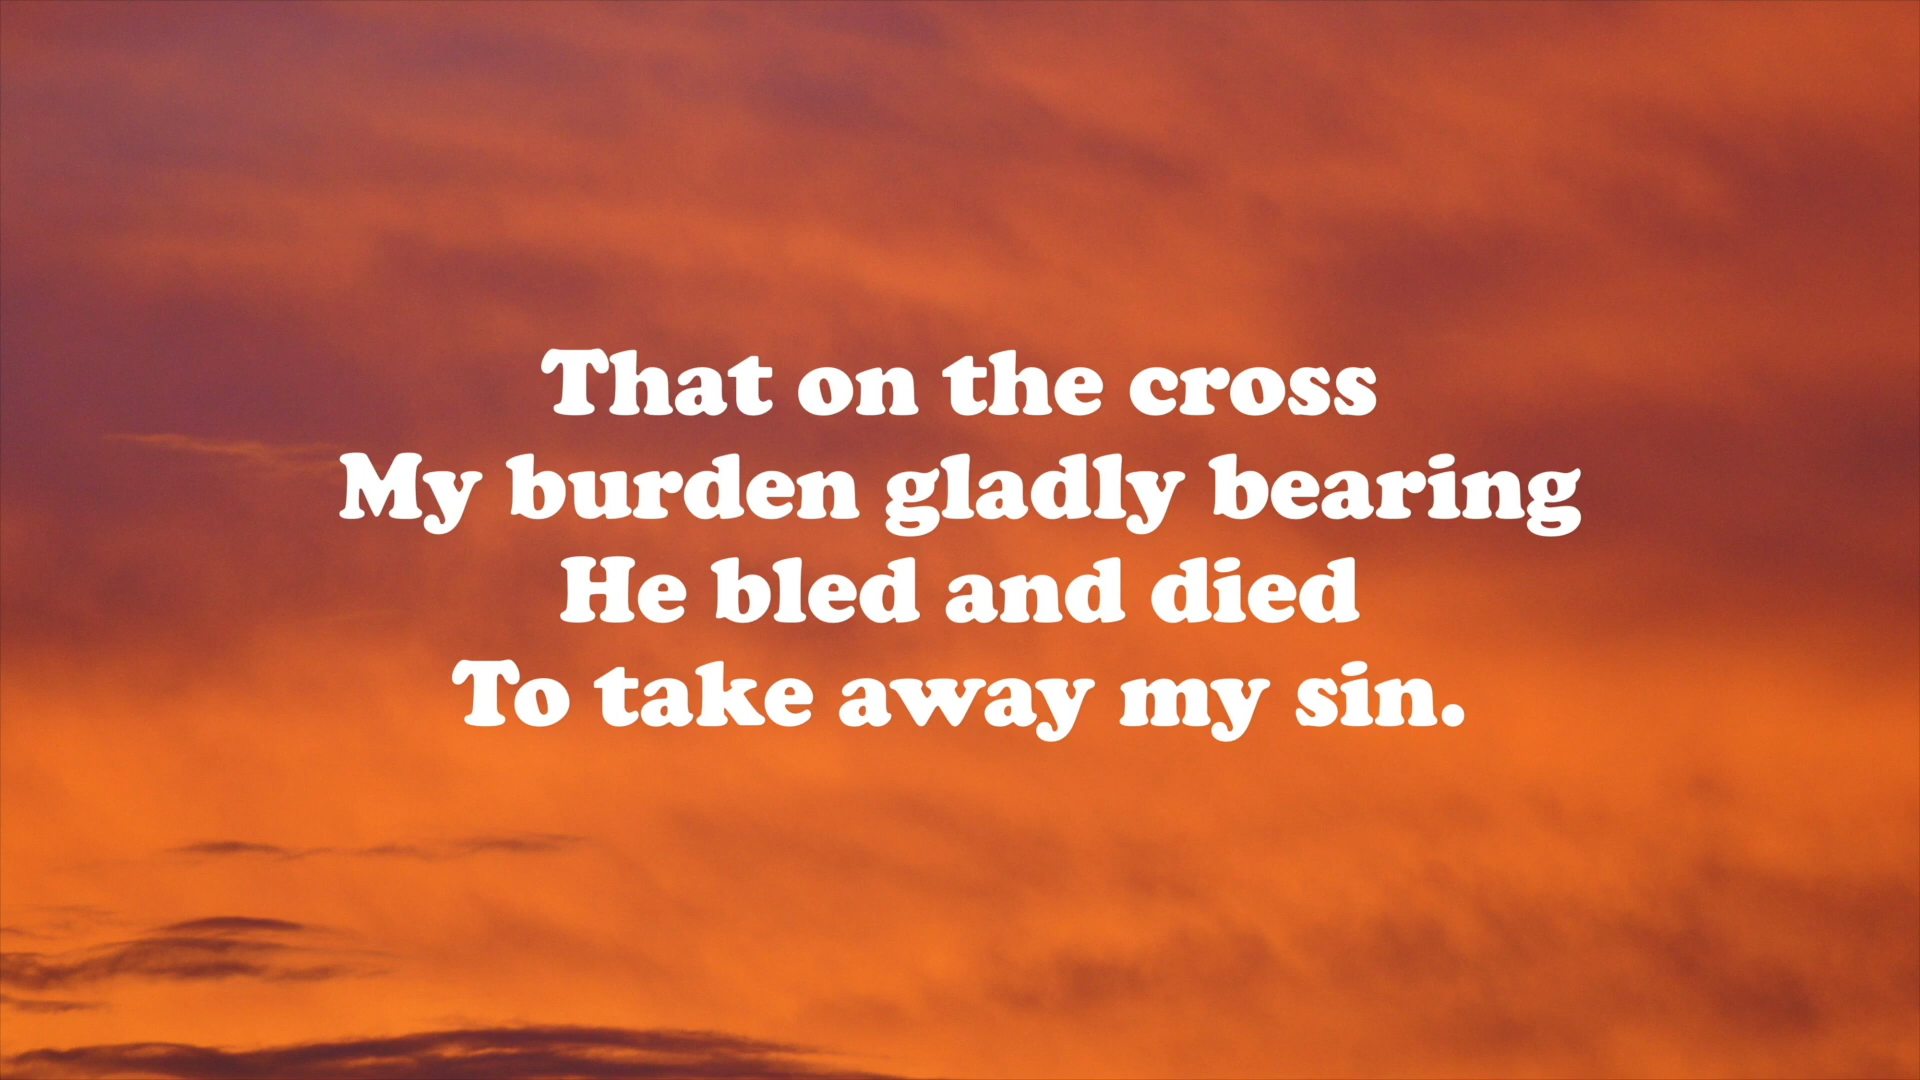 That on the cross
My burden gladly bearing
He bled and died
To take away my sin.